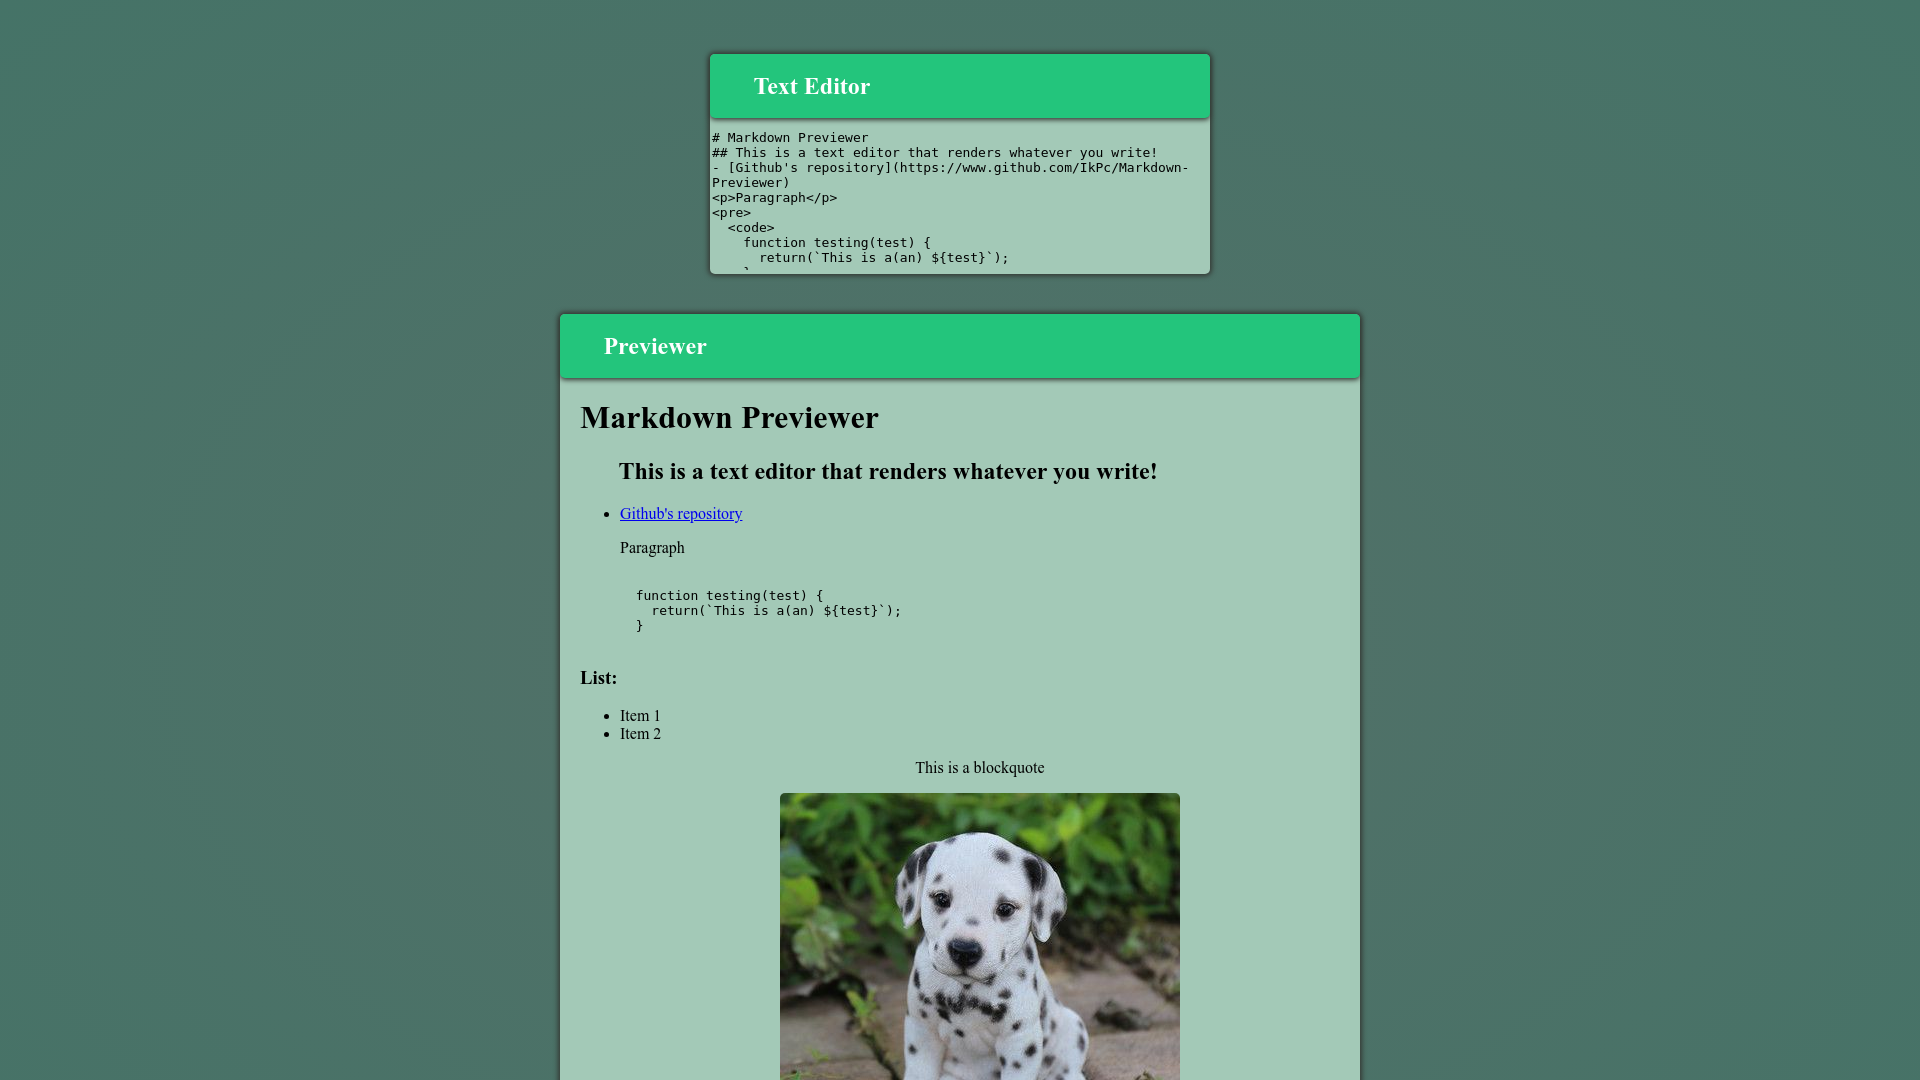 Text Editor
# Markdown Previewer
## This is a text editor that renders whatever you write!
- [Github's repository](https://www.github.com/IkPc/Markdown-
Previewer)
<p>Paragraph</p>
<pre>
  <code>
    function testing(test) {
      return(`This is a(an) ${test}`);
    }
Previewer
Markdown Previewer
This is a text editor that renders whatever you write!
Github's repository
Paragraph
function testing(test) {
  return(`This is a(an) ${test}`);
}
List:
Item 1
Item 2
This is a blockquote